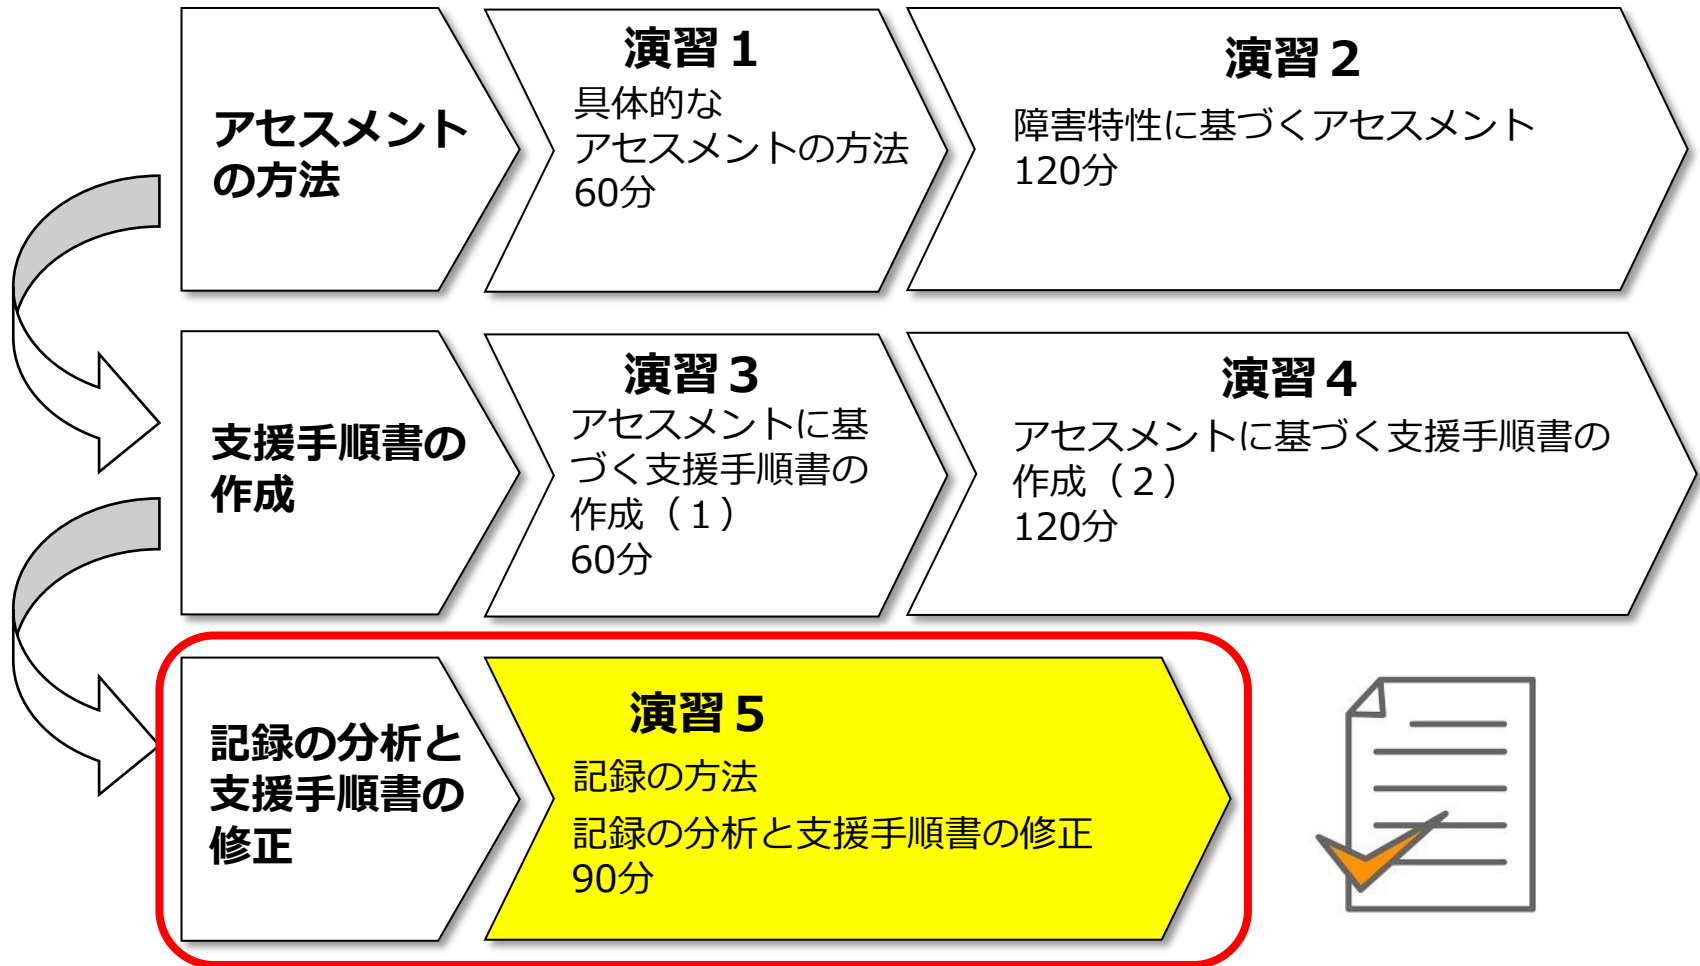 アセスメント
の方法
演習１
具体的な
アセスメントの方法
60分
演習２
障害特性に基づくアセスメント
120分
支援手順書の
作成
演習３
アセスメントに基
づく支援手順書の
作成（１）
60分
演習４
アセスメントに基づく支援手順書の
作成（２）
120分
記録の分析と
支援手順書の
修正
演習５
記録の方法
記録の分析と支援手順書の修正
90分